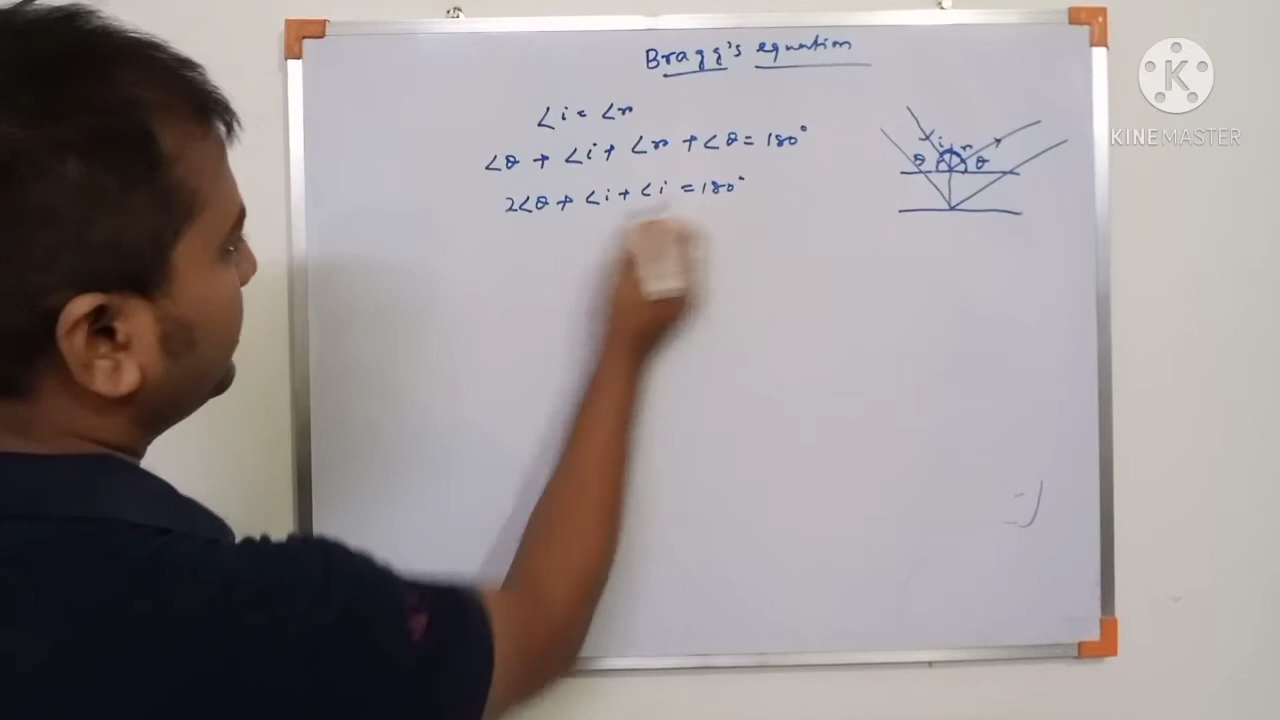 Bragg's equation
∠i = ∠r
∠θ + ∠i + ∠r + ∠θ = 180°
2∠θ + ∠i + ∠i = 180°
i r
θ θ
K
KINEMASTER